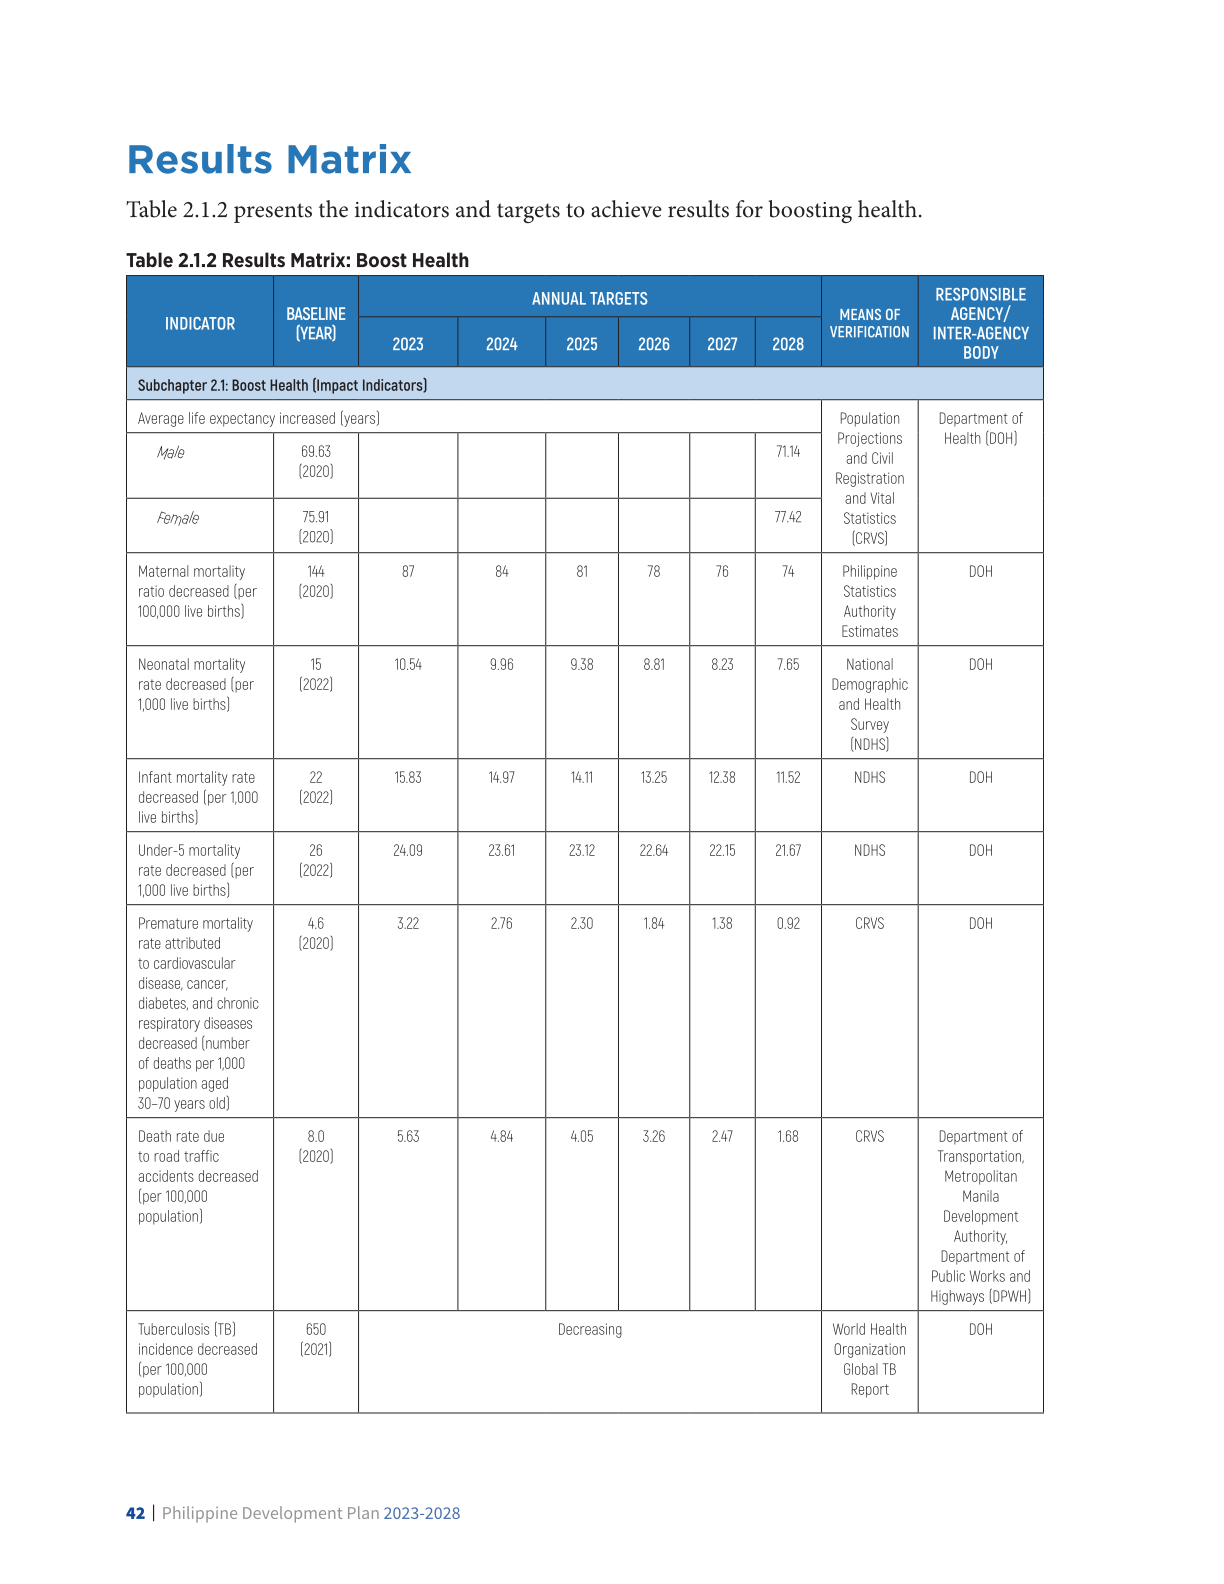 Results Matrix
Table 2.1.2 presents the indicators and targets to achieve results for boosting health.
Table 2.1.2 Results Matrix: Boost Health
INDICATOR
BASELINE
(YEAR)
ANNUAL TARGETS
2023 2024 2025 2026 2027 2028
MEANS OF
VERIFICATION
RESPONSIBLE
AGENCY/
INTER-AGENCY
BODY
Subchapter 2.1: Boost Health (Impact Indicators)
Average life expectancy increased (years)
Population
Projections
and Civil
Registration
and Vital
Statistics
(CRVS)
Department of
Health (DOH)
Male
69.63
(2020)
71.14
Female
75.91
(2020)
77.42
Maternal mortality
ratio decreased (per
100,000 live births)
144
(2020)
87 84 81 78 76 74
Philippine
Statistics
Authority
Estimates
DOH
Neonatal mortality
rate decreased (per
1,000 live births)
15
(2022)
10.54 9.96 9.38 8.81 8.23 7.65
National
Demographic
and Health
Survey
(NDHS)
DOH
Infant mortality rate
decreased (per 1,000
live births)
22
(2022)
15.83 14.97 14.11 13.25 12.38 11.52
NDHS
DOH
Under-5 mortality
rate decreased (per
1,000 live births)
26
(2022)
24.09 23.61 23.12 22.64 22.15 21.67
NDHS
DOH
Premature mortality
rate attributed
to cardiovascular
disease, cancer,
diabetes, and chronic
respiratory diseases
decreased (number
of deaths per 1,000
population aged
30–70 years old)
4.6
(2020)
3.22 2.76 2.30 1.84 1.38 0.92
CRVS
DOH
Death rate due
to road traffic
accidents decreased
(per 100,000
population)
8.0
(2020)
5.63 4.84 4.05 3.26 2.47 1.68
CRVS
Department of
Transportation,
Metropolitan
Manila
Development
Authority,
Department of
Public Works and
Highways (DPWH)
Tuberculosis (TB)
incidence decreased
(per 100,000
population)
650
(2021)
Decreasing
World Health
Organization
Global TB
Report
DOH
42 | Philippine Development Plan 2023-2028